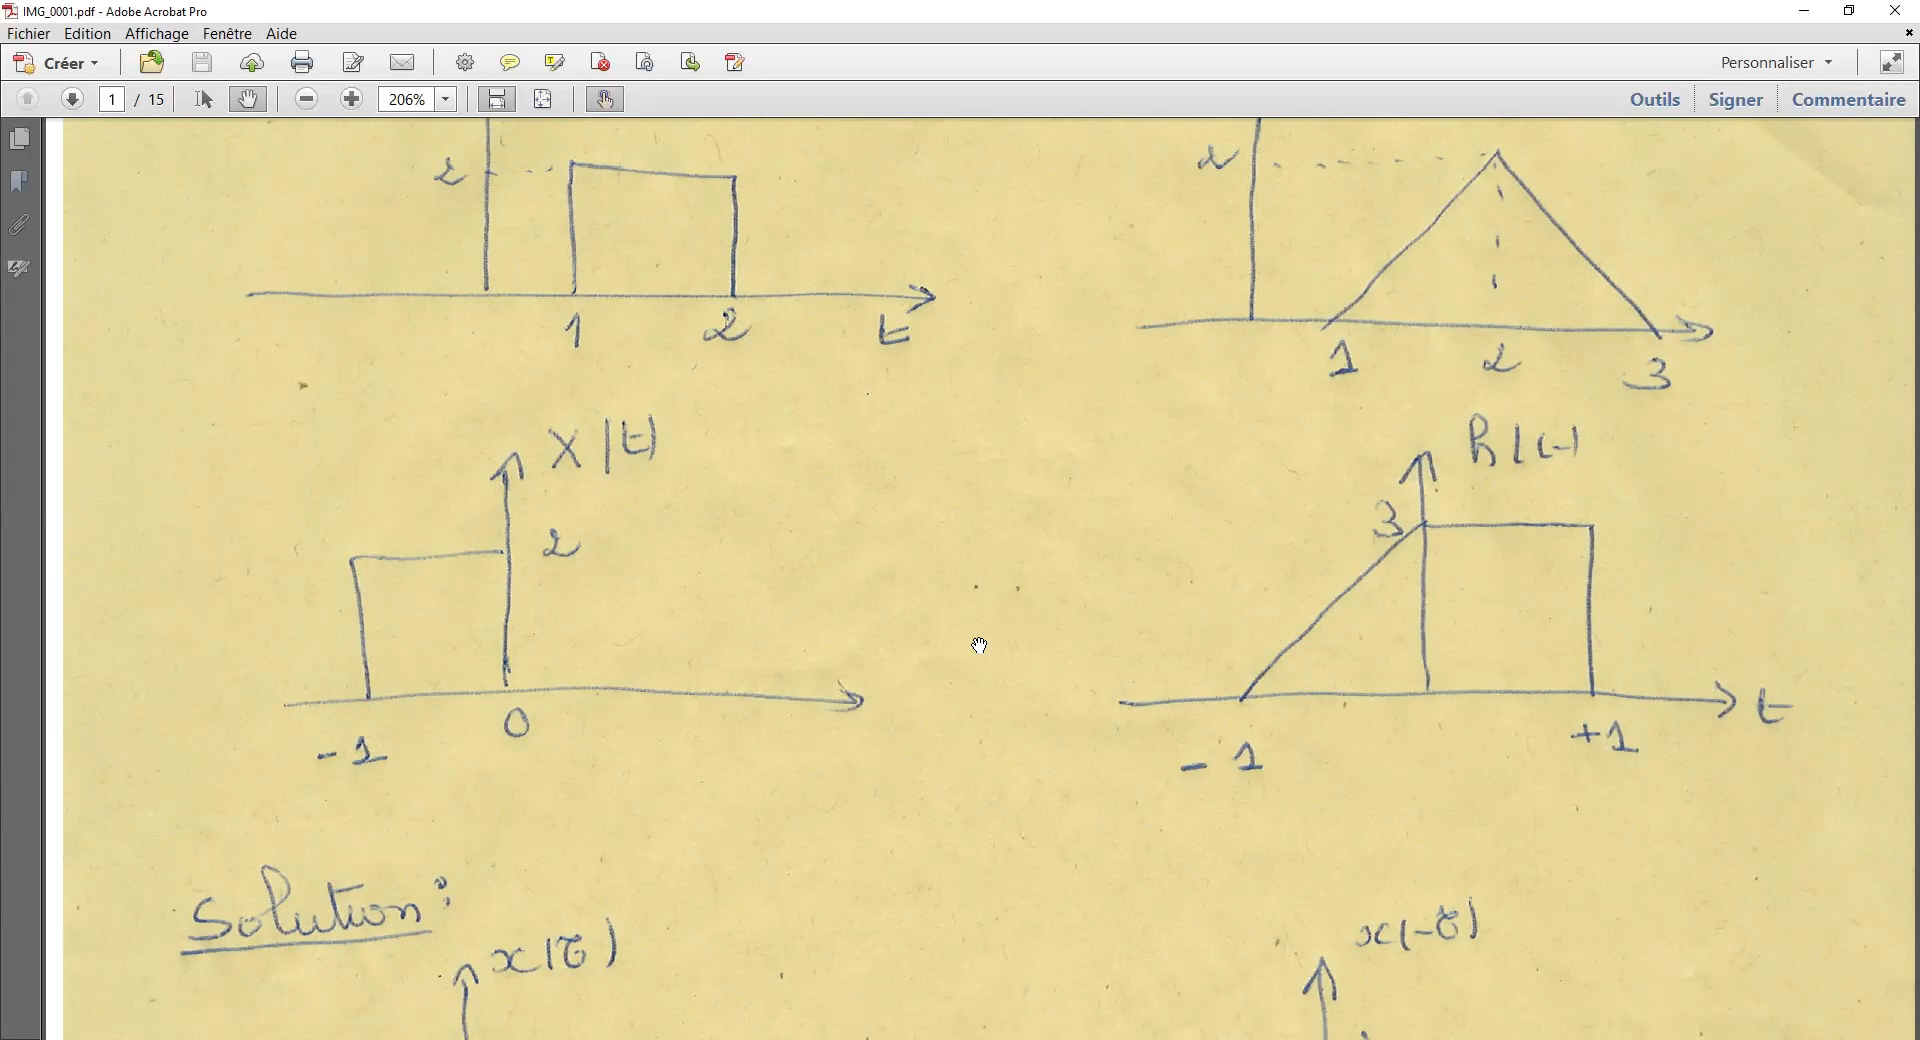 IMG_0001.pdf - Adobe Acrobat Pro
Fichier Edition Affichage Fenêtre Aide
Créer
Personnaliser
1 / 15
206%
Outils Signer Commentaire
2
1 2 t
2
1 2 3
X(t)
2
-1 0
h(t)
3
-1 +1 t
Solution:
x(τ)
x(-τ)